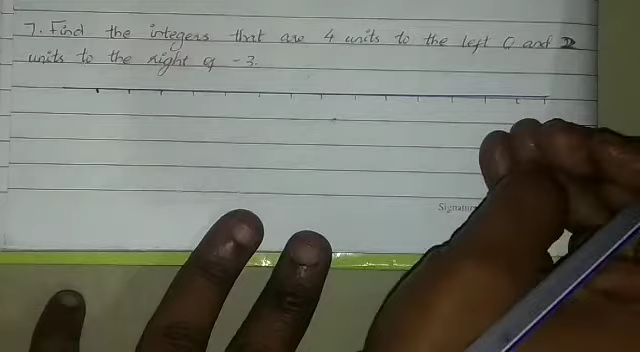 7. Find the integers that are 4 units to the left 0 and 2
units to the right of -3.
Signature